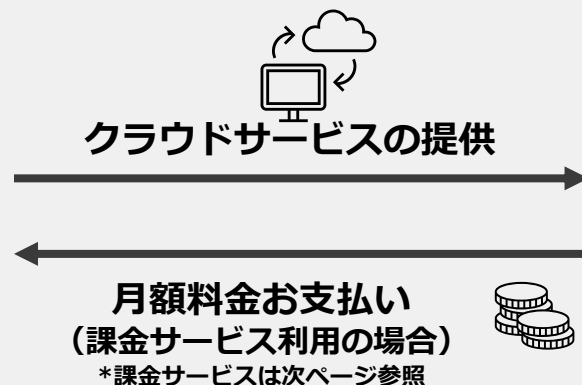 クラウドサービスの提供
月額料金お支払い
（課金サービス利用の場合）
*課金サービスは次ページ参照